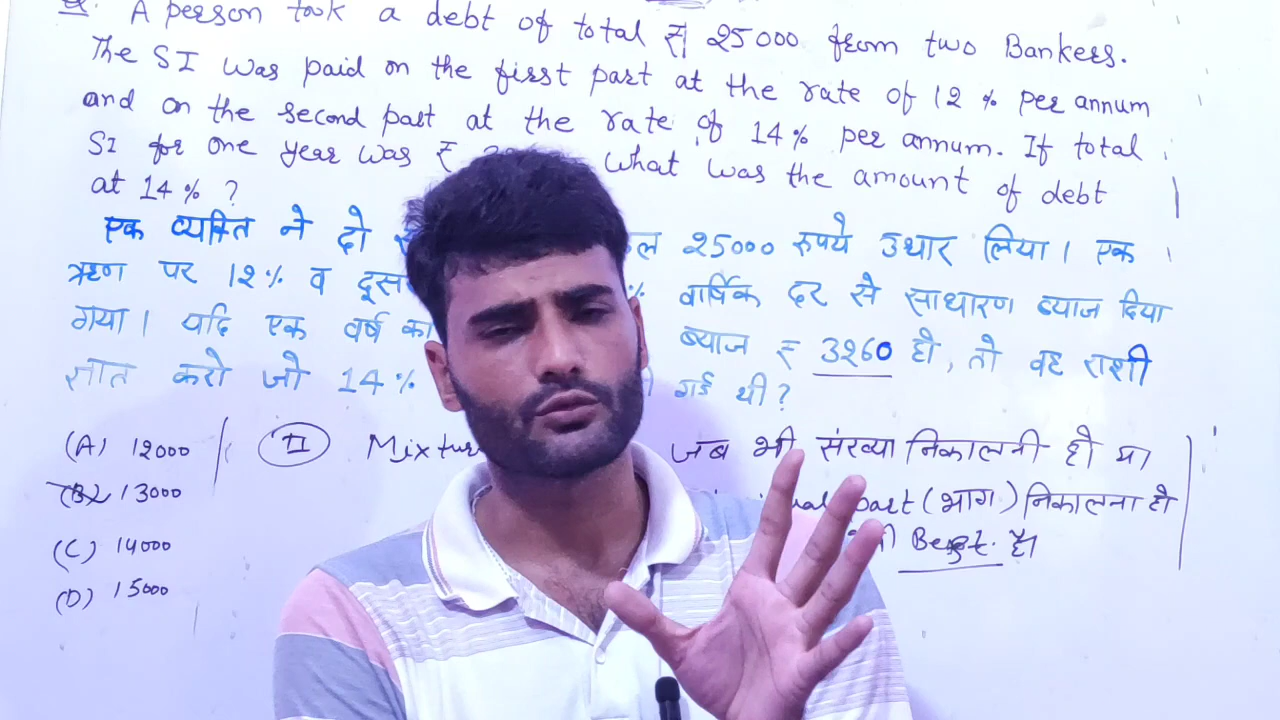 Q. A person took a debt of total ₹ 25000 from two Bankers.
The SI was paid on the first part at the rate of 12 % per annum
and on the second part at the rate of 14% per annum. If total
SI for one year was ₹ what was the amount of debt
at 14% ?
एक व्यक्ति ने दो 25000 रुपये उधार लिया। एक
ऋण पर 12% व % वार्षिक दर से साधारण ब्याज दिया
गया। यदि एक वर्ष का ब्याज ₹ 3260 हो, तो वह राशी
ज्ञात करो जो 14% गई थी?
(A) 12000
(B) 13000
(C) 14000
(D) 15000
II जब भी संख्या निकालनी हो या
part (भाग) निकालना हो
Best है।